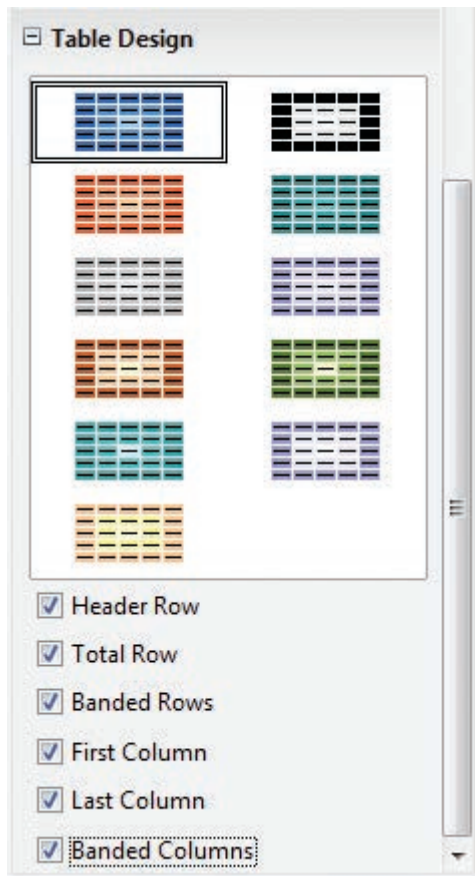 Table Design
Header Row
Total Row
Banded Rows
First Column
Last Column
Banded Columns